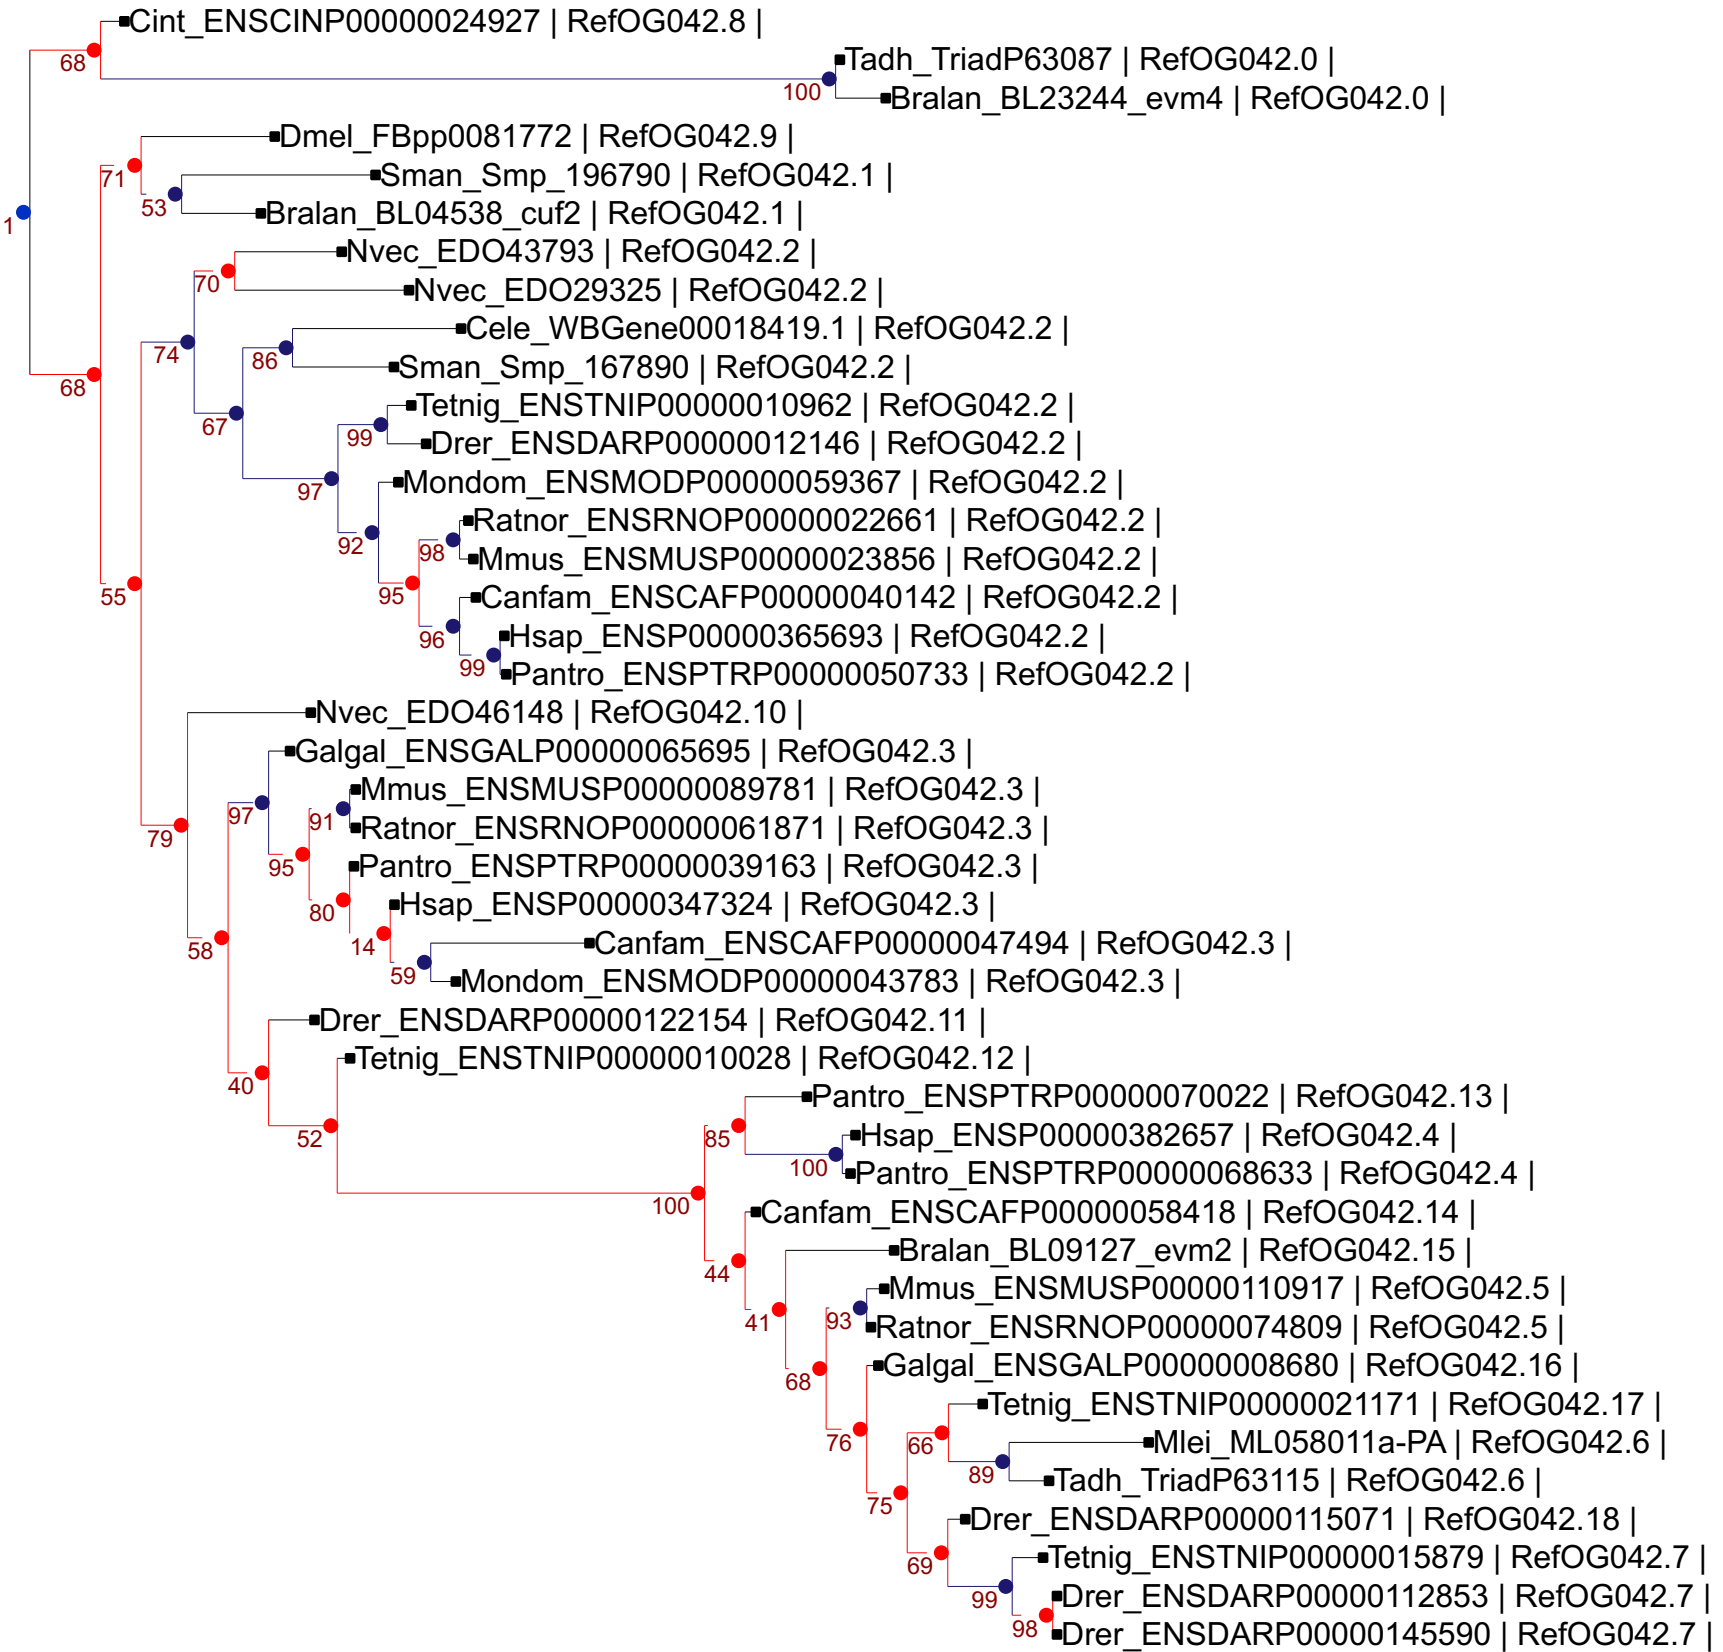 Cint_ENSCINP00000024927 | RefOG042.8 |
68
Tadh_TriadP63087 | RefOG042.0 |
100
Bralan_BL23244_evm4 | RefOG042.0 |
Dmel_FBpp0081772 | RefOG042.9 |
71
Sman_Smp_196790 | RefOG042.1 |
53
Bralan_BL04538_cuf2 | RefOG042.1 |
1
Nvec_EDO43793 | RefOG042.2 |
70
Nvec_EDO29325 | RefOG042.2 |
Cele_WBGene00018419.1 | RefOG042.2 |
74
86
Sman_Smp_167890 | RefOG042.2 |
68
Tetnig_ENSTNIP00000010962 | RefOG042.2 |
67
99
Drer_ENSDARP00000012146 | RefOG042.2 |
Mondom_ENSMODP00000059367 | RefOG042.2 |
97
Ratnor_ENSRNOP00000022661 | RefOG042.2 |
92
98
Mmus_ENSMUSP00000023856 | RefOG042.2 |
55
95
Canfam_ENSCAFP00000040142 | RefOG042.2 |
96
Hsap_ENSP00000365693 | RefOG042.2 |
99
Pantro_ENSPTRP00000050733 | RefOG042.2 |
Nvec_EDO46148 | RefOG042.10 |
Galgal_ENSGALP00000065695 | RefOG042.3 |
Mmus_ENSMUSP00000089781 | RefOG042.3 |
97
91
Ratnor_ENSRNOP00000061871 | RefOG042.3 |
79
95
Pantro_ENSPTRP00000039163 | RefOG042.3 |
80
Hsap_ENSP00000347324 | RefOG042.3 |
58
14
Canfam_ENSCAFP00000047494 | RefOG042.3 |
59
Mondom_ENSMODP00000043783 | RefOG042.3 |
Drer_ENSDARP00000122154 | RefOG042.11 |
Tetnig_ENSTNIP00000010028 | RefOG042.12 |
40
Pantro_ENSPTRP00000070022 | RefOG042.13 |
52
85
Hsap_ENSP00000382657 | RefOG042.4 |
100
Pantro_ENSPTRP00000068633 | RefOG042.4 |
100
Canfam_ENSCAFP00000058418 | RefOG042.14 |
44
Bralan_BL09127_evm2 | RefOG042.15 |
Mmus_ENSMUSP00000110917 | RefOG042.5 |
41
93
Ratnor_ENSRNOP00000074809 | RefOG042.5 |
68
Galgal_ENSGALP00000008680 | RefOG042.16 |
Tetnig_ENSTNIP00000021171 | RefOG042.17 |
76
66
Mlei_ML058011a-PA | RefOG042.6 |
89
Tadh_TriadP63115 | RefOG042.6 |
75
Drer_ENSDARP00000115071 | RefOG042.18 |
69
Tetnig_ENSTNIP00000015879 | RefOG042.7 |
99
Drer_ENSDARP00000112853 | RefOG042.7 |
98
Drer_ENSDARP00000145590 | RefOG042.7 |